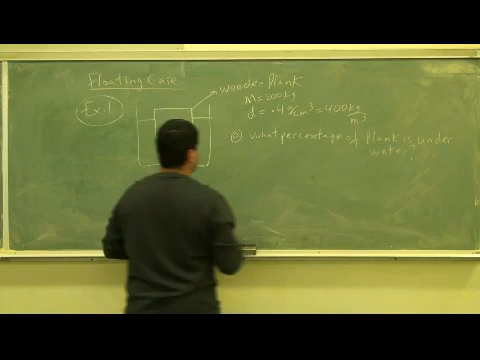 Floating Case
Ex.1
wooden plank
M = 200 kg
d = .4 g/cm³ = 400 kg/m³
ⓐ what percentage of plank is under
water?